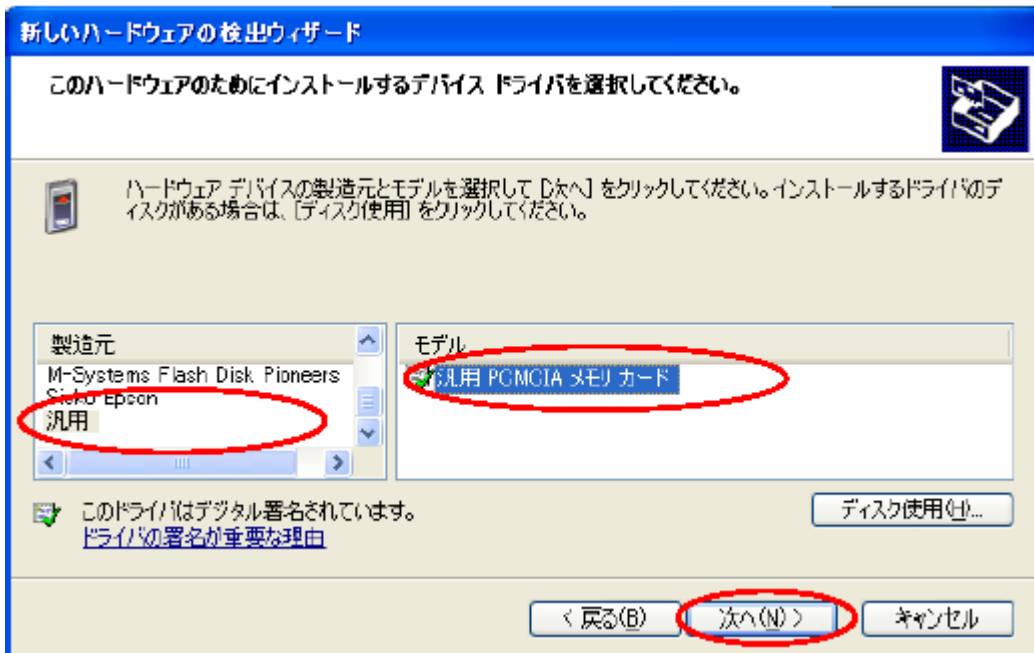 新しいハードウェアの検出ウィザード
このハードウェアのためにインストールするデバイス ドライバを選択してください。
ハードウェア デバイスの製造元とモデルを選択して [次へ] をクリックしてください。インストールするドライバのデ
ィスクがある場合は、[ディスク使用] をクリックしてください。
製造元
M-Systems Flash Disk Pioneers
Seiko Epson
汎用
モデル
汎用 PCMCIA メモリ カード
このドライバはデジタル署名されています。
ドライバの署名が重要な理由
ディスク使用(H)...
< 戻る(B)
次へ(N) >
キャンセル